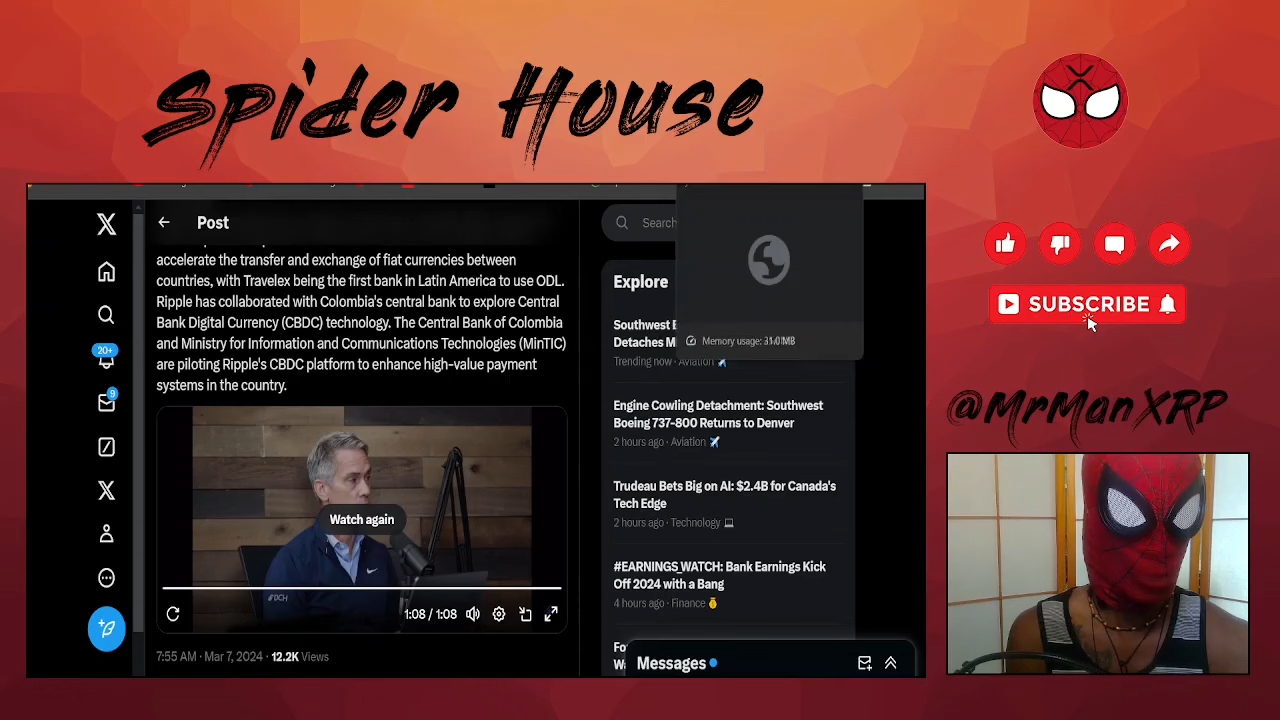 Spider House
Post
accelerate the transfer and exchange of fiat currencies between
countries, with Travelex being the first bank in Latin America to use ODL.
Ripple has collaborated with Colombia's central bank to explore Central
Bank Digital Currency (CBDC) technology. The Central Bank of Colombia
and Ministry for Information and Communications Technologies (MinTIC)
are piloting Ripple's CBDC platform to enhance high-value payment
systems in the country.
Watch again
#DCH
1:08 / 1:08
7:55 AM · Mar 7, 2024 · 12.2K Views
20+
9
Search
Explore
Southwest
Detaches
Trending now · Aviation
Memory usage:
Engine Cowling Detachment: Southwest
Boeing 737-800 Returns to Denver
2 hours ago · Aviation
Trudeau Bets Big on AI: $2.4B for Canada's
Tech Edge
2 hours ago · Technology
#EARNINGS_WATCH: Bank Earnings Kick
Off 2024 with a Bang
4 hours ago · Finance
Messages
SUBSCRIBE
@MrManXRP